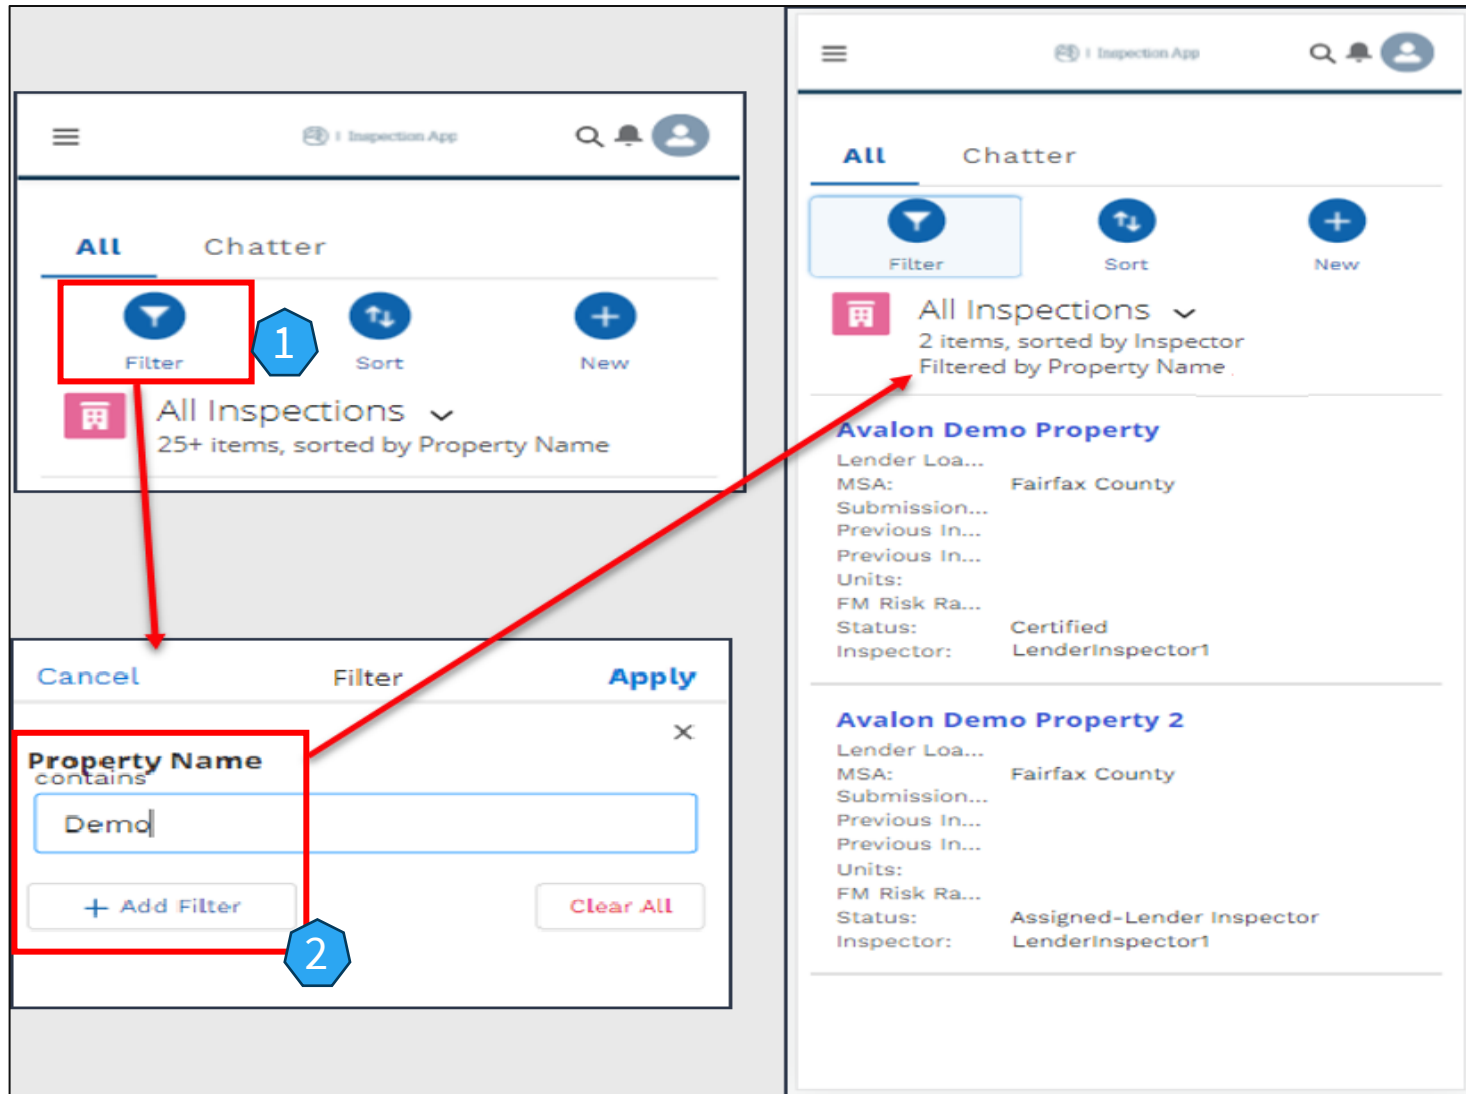 | Inspection App
All Chatter
Filter Sort New
1
All Inspections
25+ items, sorted by Property Name
Cancel Filter Apply
Property Name
contains
Demo
+ Add Filter Clear All
2
| Inspection App
All Chatter
Filter Sort New
All Inspections
2 items, sorted by Inspector
Filtered by Property Name
Avalon Demo Property
Lender Loa...
MSA: Fairfax County
Submission...
Previous In...
Previous In...
Units:
FM Risk Ra...
Status: Certified
Inspector: LenderInspector1
Avalon Demo Property 2
Lender Loa...
MSA: Fairfax County
Submission...
Previous In...
Previous In...
Units:
FM Risk Ra...
Status: Assigned-Lender Inspector
Inspector: LenderInspector1